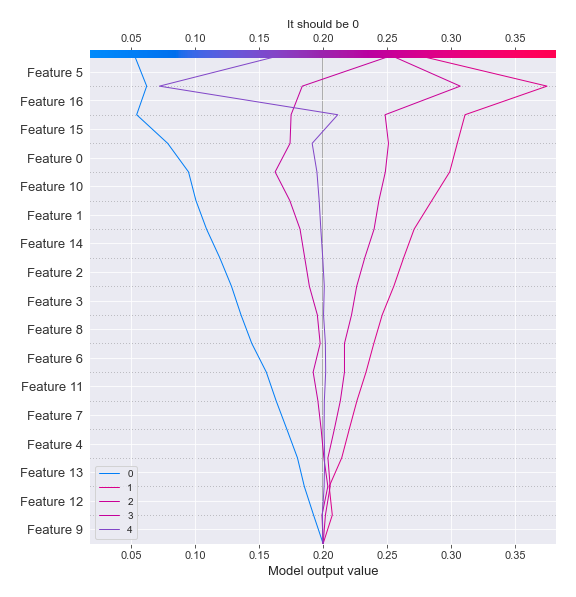 It should be 0
0.05 0.10 0.15 0.20 0.25 0.30 0.35
Feature 5
Feature 16
Feature 15
Feature 0
Feature 10
Feature 1
Feature 14
Feature 2
Feature 3
Feature 8
Feature 6
Feature 11
Feature 7
Feature 4
Feature 13
Feature 12
Feature 9
0
1
2
3
4
0.05 0.10 0.15 0.20 0.25 0.30 0.35
Model output value